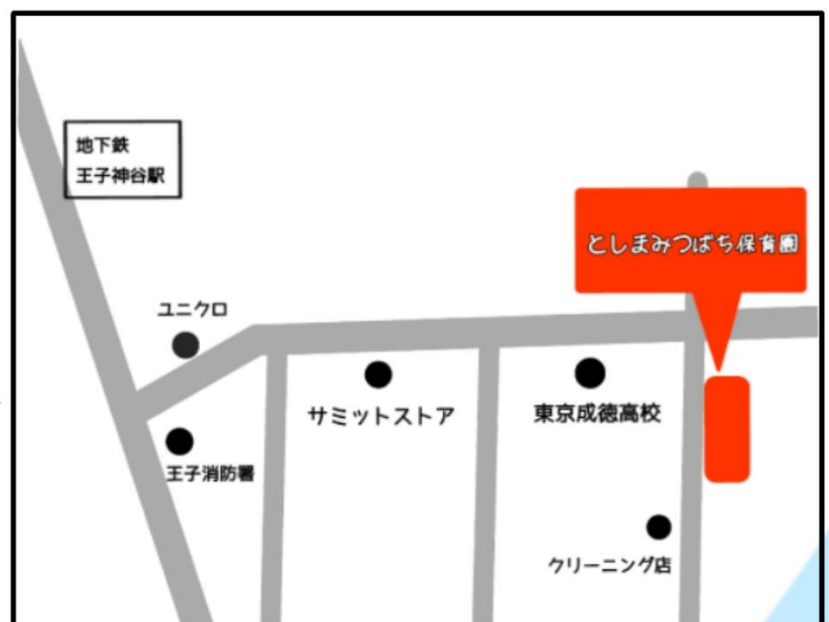 地下鉄
王子神谷駅
としまみつばち保育園
ユニクロ
サミットストア
東京成徳高校
王子消防署
クリーニング店